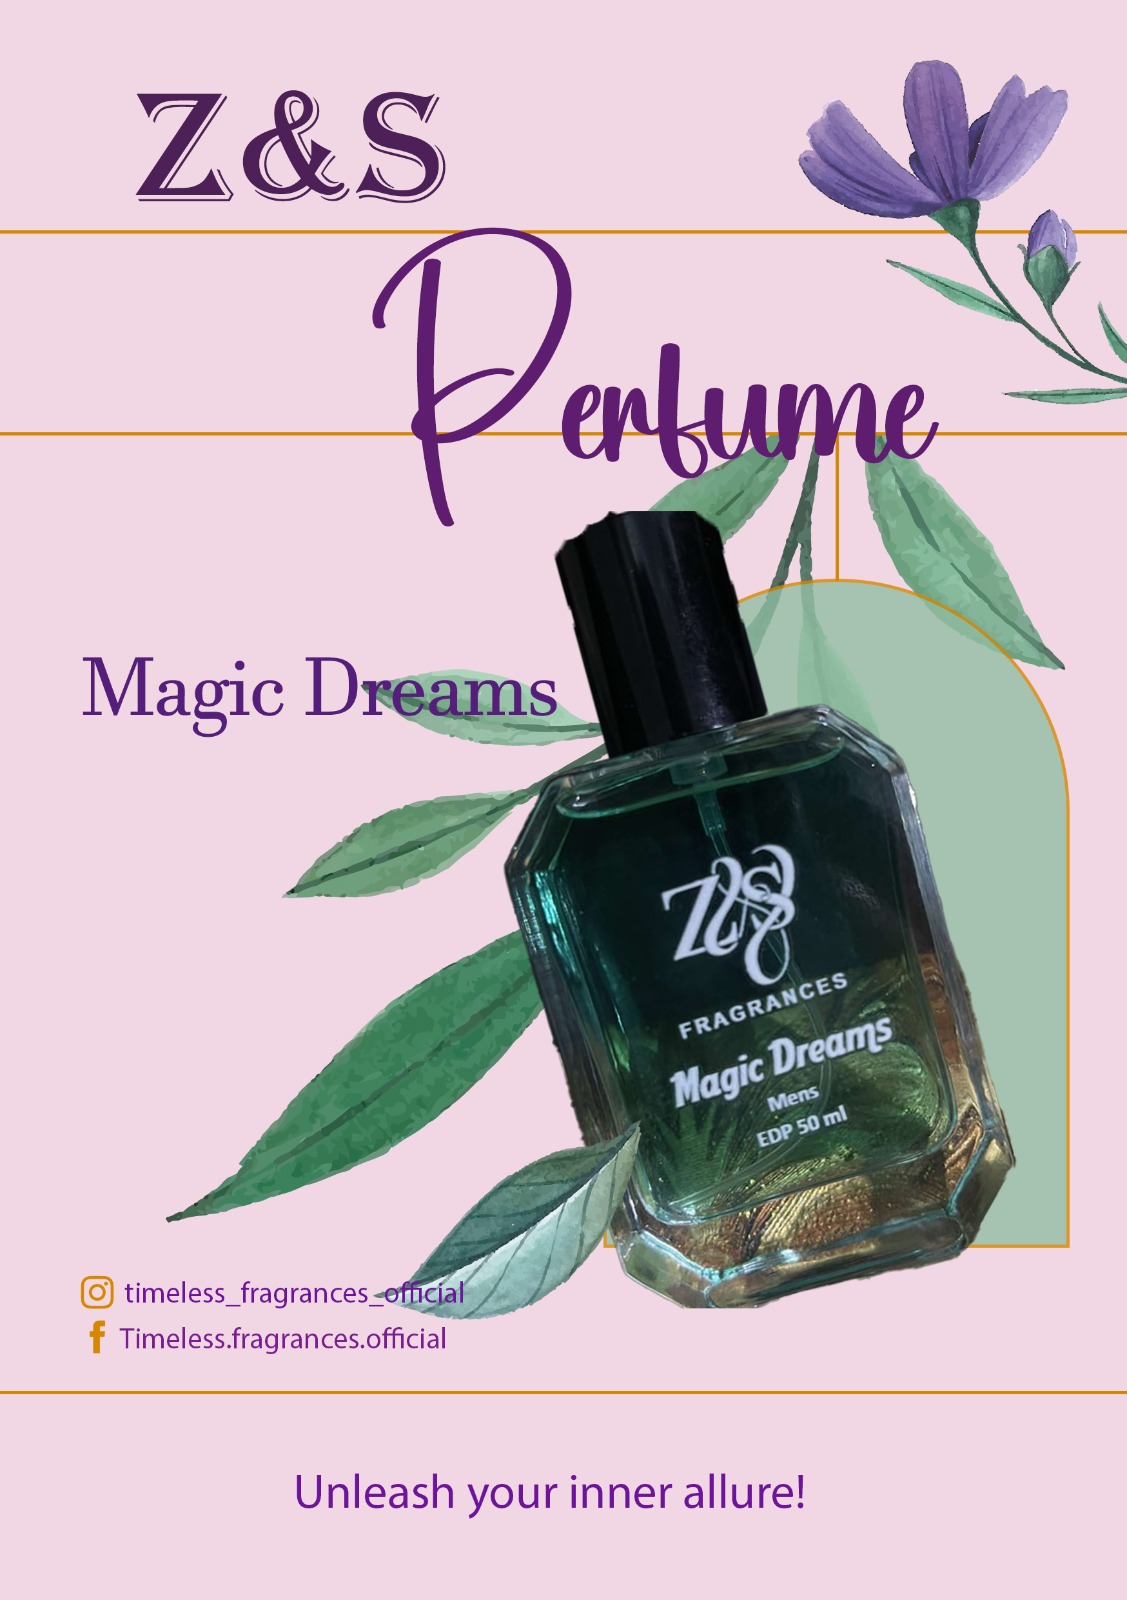 Z&S
Perfume
Magic Dreams
Z&S
FRAGRANCES
Magic Dreams
Mens
EDP 50 ml
timeless_fragrances_official
Timeless.fragrances.official
Unleash your inner allure!